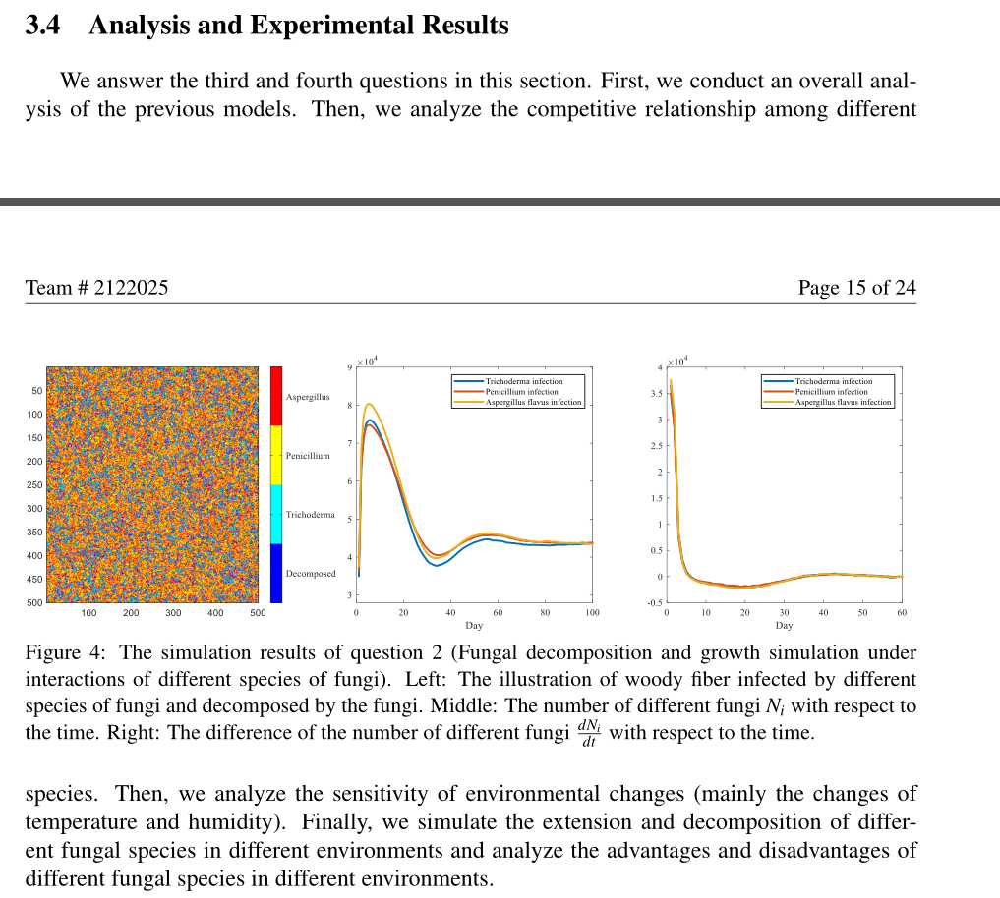 3.4 Analysis and Experimental Results
We answer the third and fourth questions in this section. First, we conduct an overall anal-
ysis of the previous models. Then, we analyze the competitive relationship among different
Team # 2122025 Page 15 of 24
50
100
150
200
250
300
350
400
450
500
100 200 300 400 500
Aspergillus
Penicillium
Trichoderma
Decomposed
×10⁴
9
8
7
6
5
4
3
0 20 40 60 80 100
Day
Trichoderma infection
Penicillium infection
Aspergillus flavus infection
×10⁴
4
3.5
3
2.5
2
1.5
1
0.5
0
-0.5
0 10 20 30 40 50 60
Day
Trichoderma infection
Penicillium infection
Aspergillus flavus infection
Figure 4: The simulation results of question 2 (Fungal decomposition and growth simulation under
interactions of different species of fungi). Left: The illustration of woody fiber infected by different
species of fungi and decomposed by the fungi. Middle: The number of different fungi Nᵢ with respect to
the time. Right: The difference of the number of different fungi dNᵢ/dt with respect to the time.
species. Then, we analyze the sensitivity of environmental changes (mainly the changes of
temperature and humidity). Finally, we simulate the extension and decomposition of differ-
ent fungal species in different environments and analyze the advantages and disadvantages of
different fungal species in different environments.